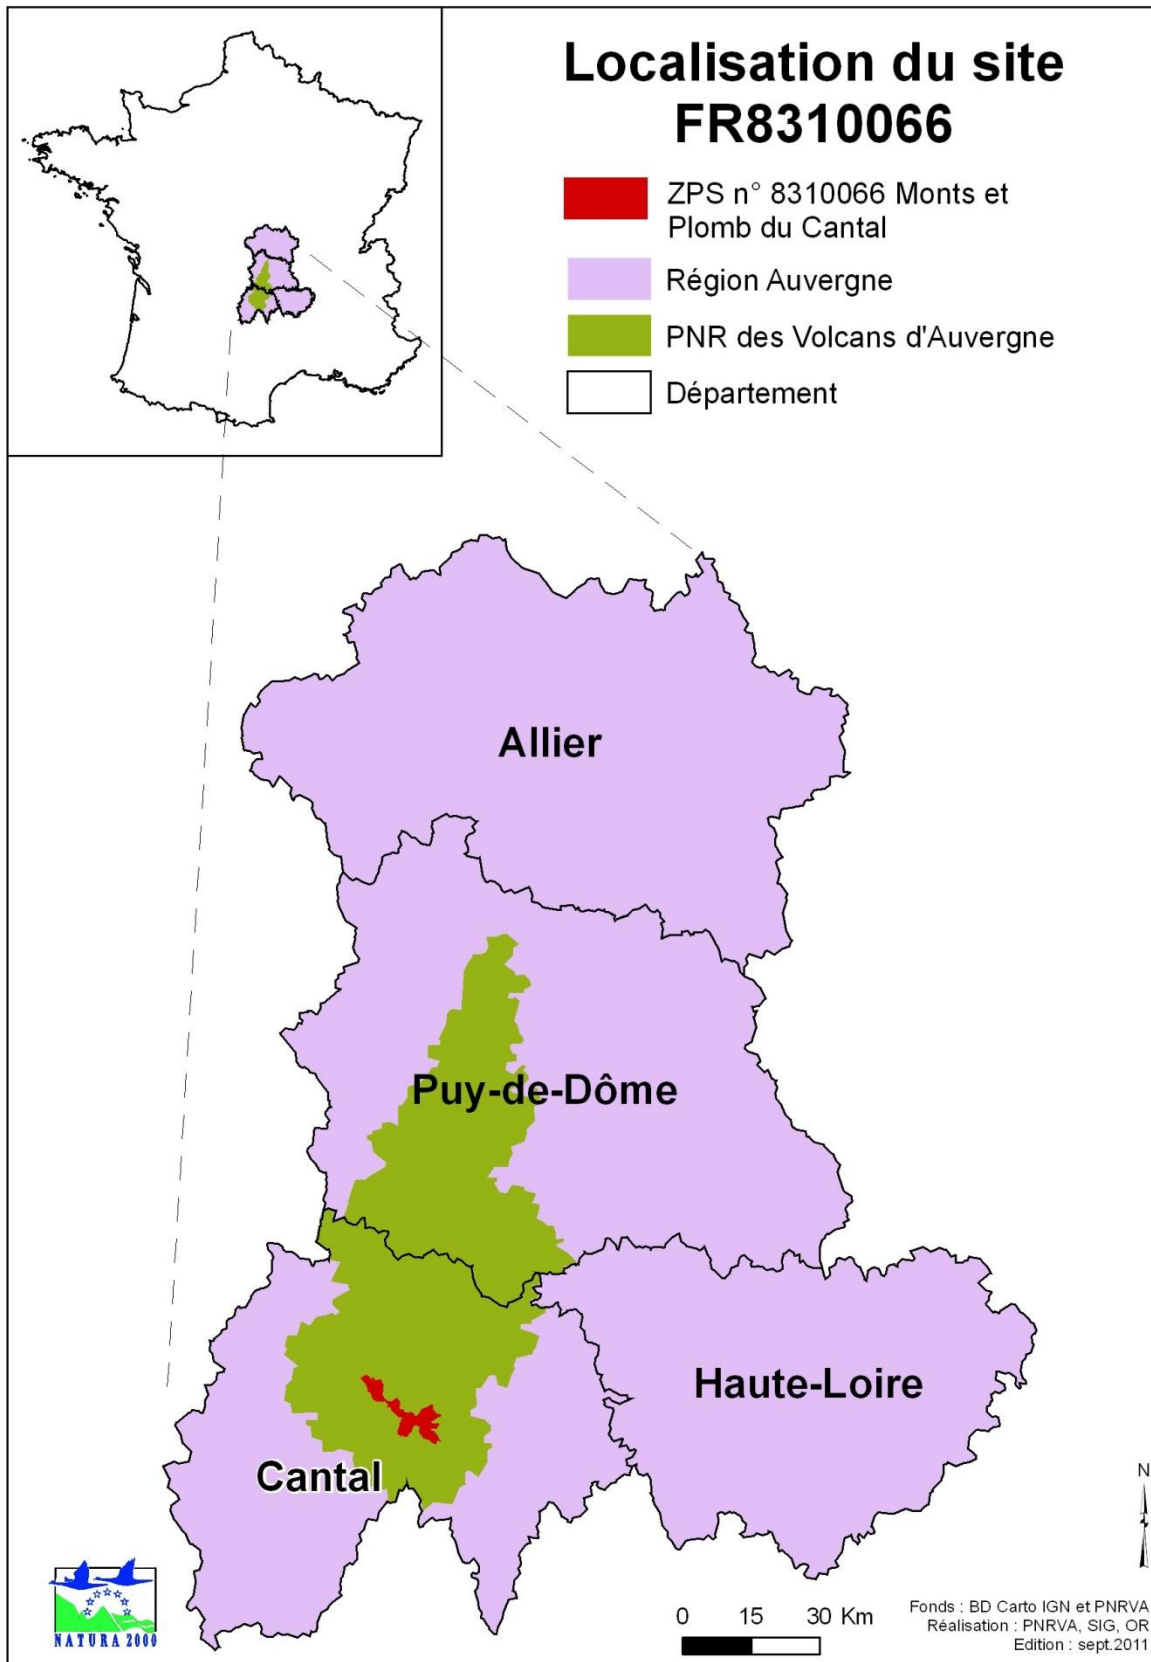 Localisation du site
FR8310066
ZPS n° 8310066 Monts et
Plomb du Cantal
Région Auvergne
PNR des Volcans d'Auvergne
Département
Allier
Puy-de-Dôme
Haute-Loire
Cantal
N
NATURA 2000
0 15 30 Km
Fonds : BD Carto IGN et PNRVA
Réalisation : PNRVA, SIG, OR
Edition : sept.2011